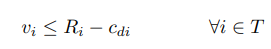 v_i ≤ R_i − c_{di} ∀i ∈ T